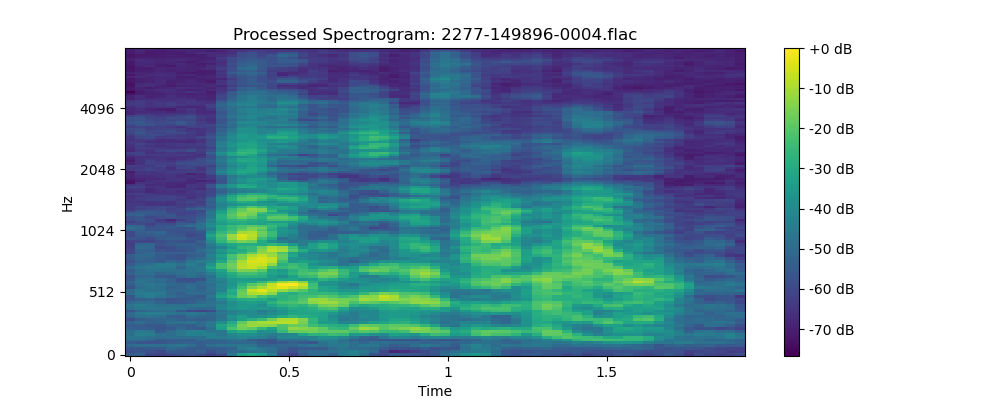 Processed Spectrogram: 2277-149896-0004.flac
Hz
4096
2048
1024
512
0
0
0.5
1
1.5
Time
+0 dB
-10 dB
-20 dB
-30 dB
-40 dB
-50 dB
-60 dB
-70 dB